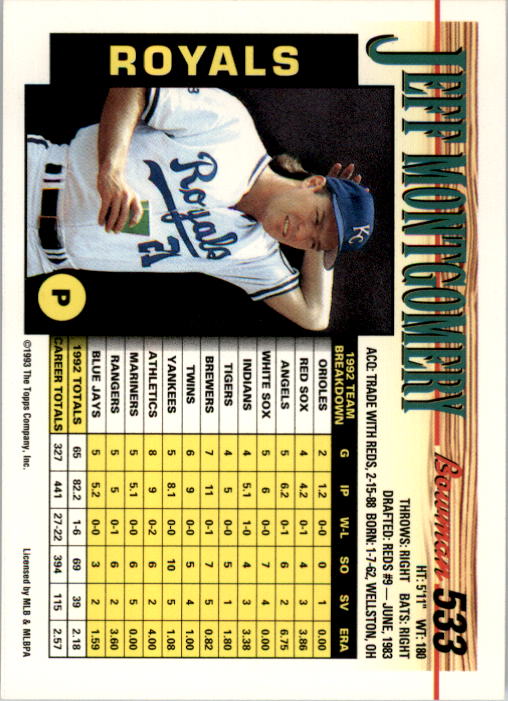 JEFF MONTGOMERY
Bowman 533
HT: 5'11" WT: 180
THROWS: RIGHT BATS: RIGHT
DRAFTED: REDS #9 — JUNE, 1983
ACQ: TRADE WITH REDS, 2-15-88 BORN: 1-7-62, WELLSTON, OH
ROYALS
Royals
21
KC
P
1992 TEAM BREAKDOWN G IP W-L SO SV ERA
ORIOLES 2 1.2 0-0 0 1 0.00
RED SOX 4 4.2 0-1 4 3 3.86
ANGELS 5 6.2 0-1 6 2 6.75
WHITE SOX 5 6 0-0 7 4 0.00
INDIANS 4 5.1 0-1 4 3 3.38
TIGERS 4 5 0-0 5 1 1.80
BREWERS 7 11 0-1 7 5 0.82
TWINS 6 9 0-0 5 4 1.00
YANKEES 5 8.1 0-0 10 5 1.08
ATHLETICS 8 9 0-2 6 2 4.00
MARINERS 5 5.1 0-0 6 5 0.00
RANGERS 5 5 0-1 6 2 3.60
BLUE JAYS 5 5.2 0-0 3 2 1.59
1992 TOTALS 65 82.2 1-6 69 39 2.18
CAREER TOTALS 327 441 27-22 394 115 2.57
©1993 The Topps Company, Inc.
Licensed by MLB & MLBPA